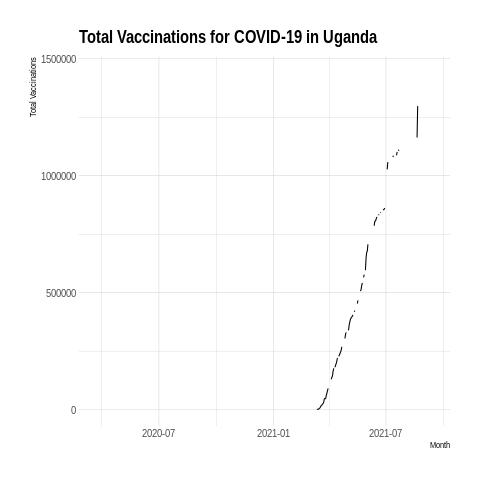 Total Vaccinations for COVID-19 in Uganda
Total Vaccinations
1500000
1000000
500000
0
2020-07 2021-01 2021-07
Month